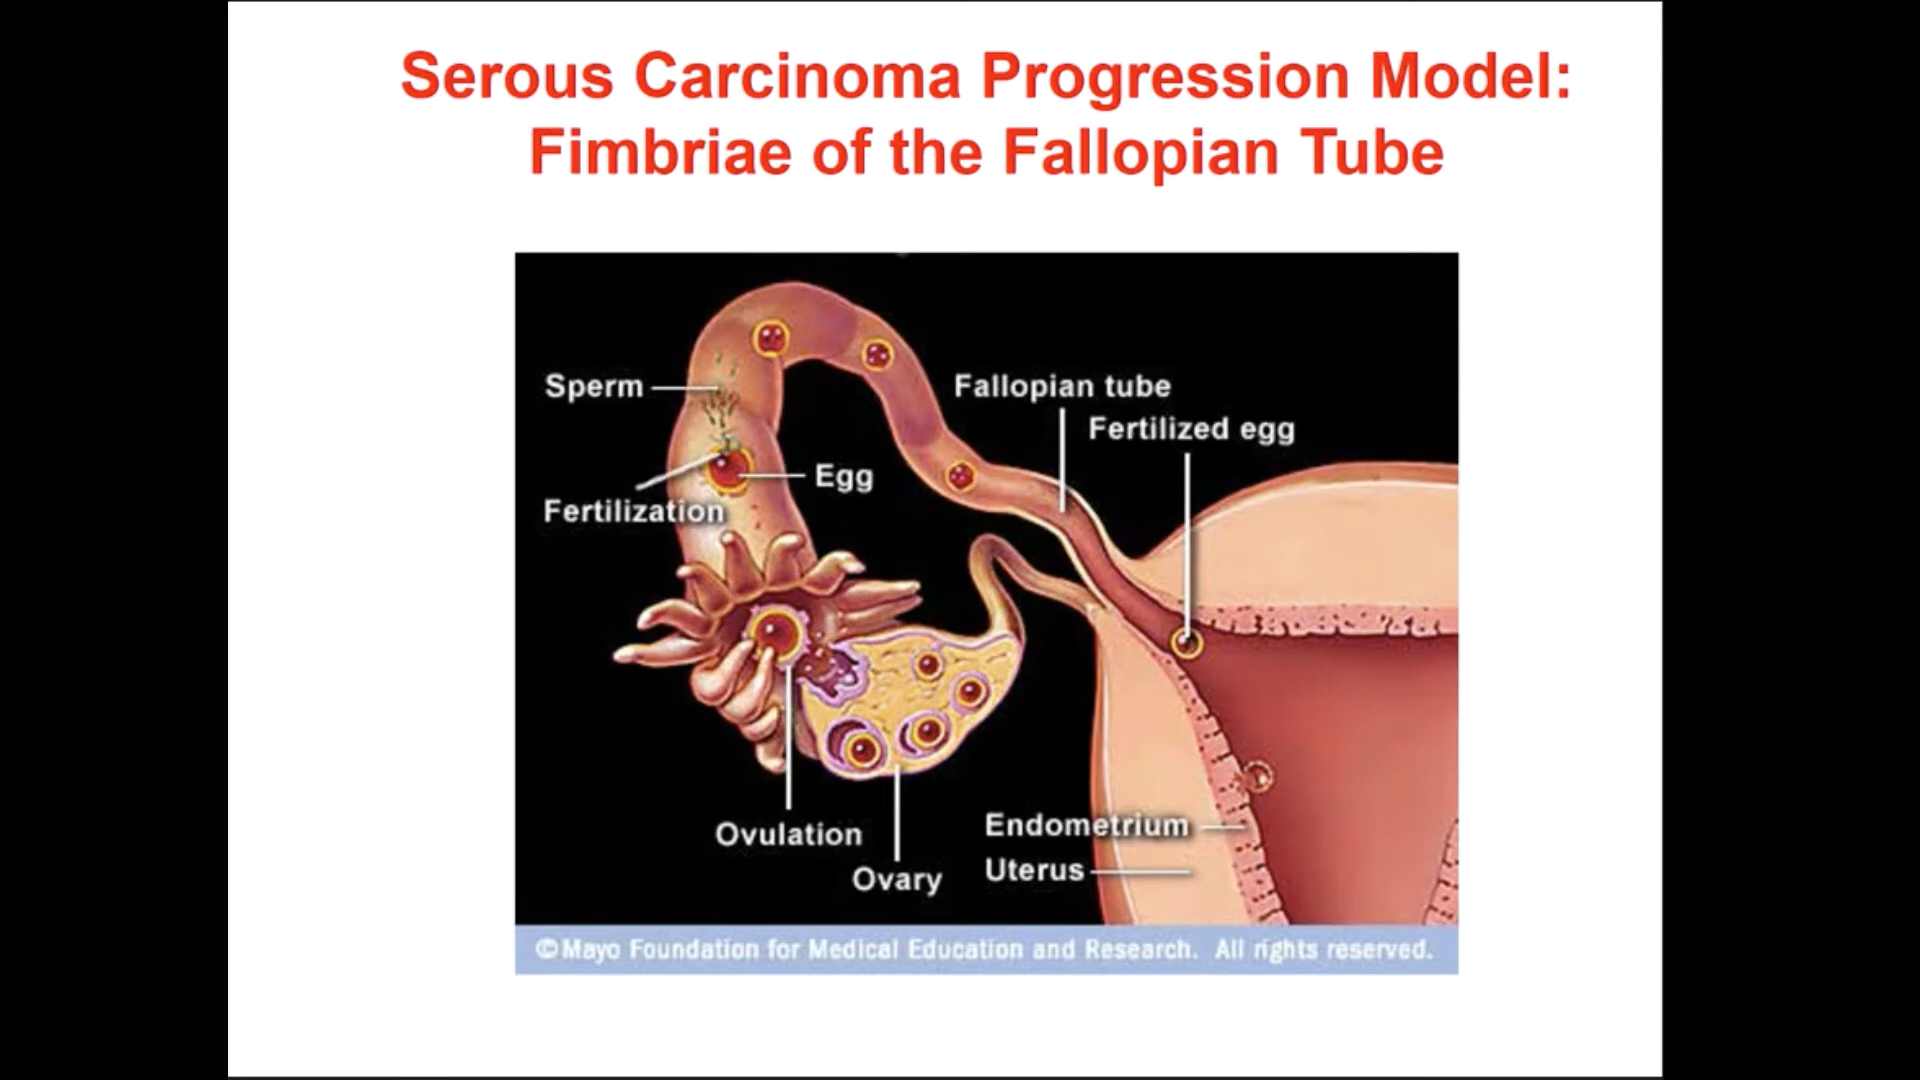 Serous Carcinoma Progression Model:
Fimbriae of the Fallopian Tube
Sperm
Fallopian tube
Fertilized egg
Egg
Fertilization
Ovulation
Endometrium
Uterus
Ovary
©Mayo Foundation for Medical Education and Research. All rights reserved.